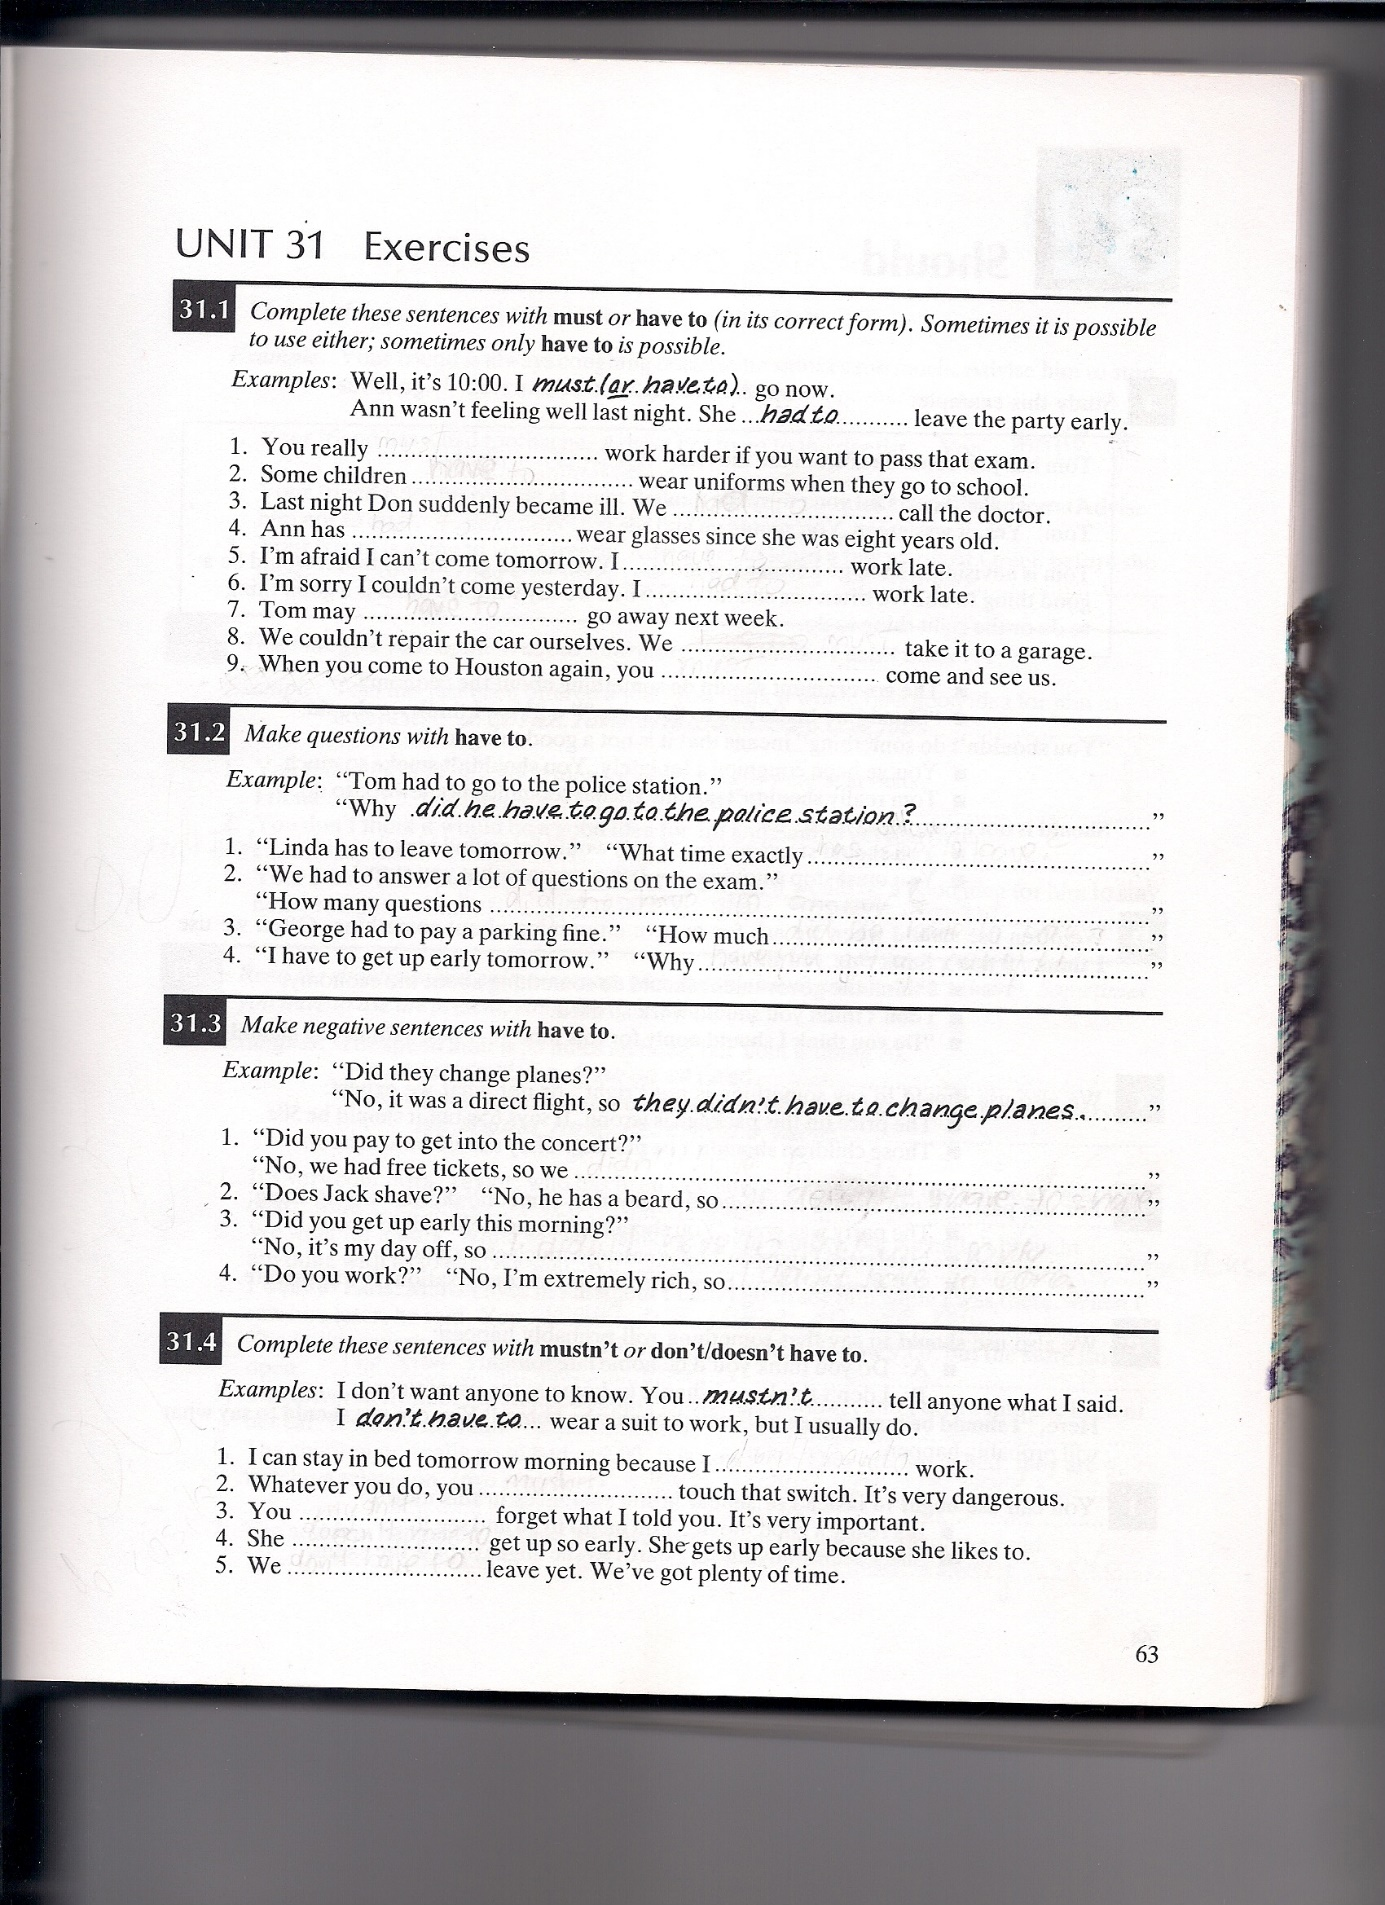 UNIT 31 Exercises
31.1 Complete these sentences with must or have to (in its correct form). Sometimes it is possible
to use either; sometimes only have to is possible.
Examples: Well, it's 10:00. I must (or have to) go now.
Ann wasn't feeling well last night. She ...had to........... leave the party early.
1. You really ................................. work harder if you want to pass that exam.
2. Some children ................................. wear uniforms when they go to school.
3. Last night Don suddenly became ill. We ................................. call the doctor.
4. Ann has ................................. wear glasses since she was eight years old.
5. I'm afraid I can't come tomorrow. I ................................. work late.
6. I'm sorry I couldn't come yesterday. I ................................. work late.
7. Tom may ................................. go away next week.
8. We couldn't repair the car ourselves. We ................................. take it to a garage.
9. When you come to Houston again, you ................................. come and see us.
31.2 Make questions with have to.
Example: “Tom had to go to the police station.”
“Why did he have to go to the police station? ................................. ”
1. “Linda has to leave tomorrow.” “What time exactly ................................. ”
2. “We had to answer a lot of questions on the exam.”
“How many questions ................................. ”
3. “George had to pay a parking fine.” “How much ................................. ”
4. “I have to get up early tomorrow.” “Why ................................. ”
31.3 Make negative sentences with have to.
Example: “Did they change planes?”
“No, it was a direct flight, so they didn't have to change planes. ......... ”
1. “Did you pay to get into the concert?”
“No, we had free tickets, so we ................................. ”
2. “Does Jack shave?” “No, he has a beard, so ................................. ”
3. “Did you get up early this morning?”
“No, it's my day off, so ................................. ”
4. “Do you work?” “No, I'm extremely rich, so ................................. ”
31.4 Complete these sentences with mustn't or don't/doesn't have to.
Examples: I don't want anyone to know. You ..mustn't.......... tell anyone what I said.
I don't have to... wear a suit to work, but I usually do.
1. I can stay in bed tomorrow morning because I ............................. work.
2. Whatever you do, you ............................. touch that switch. It's very dangerous.
3. You ............................. forget what I told you. It's very important.
4. She ............................. get up so early. She gets up early because she likes to.
5. We ............................. leave yet. We've got plenty of time.
63